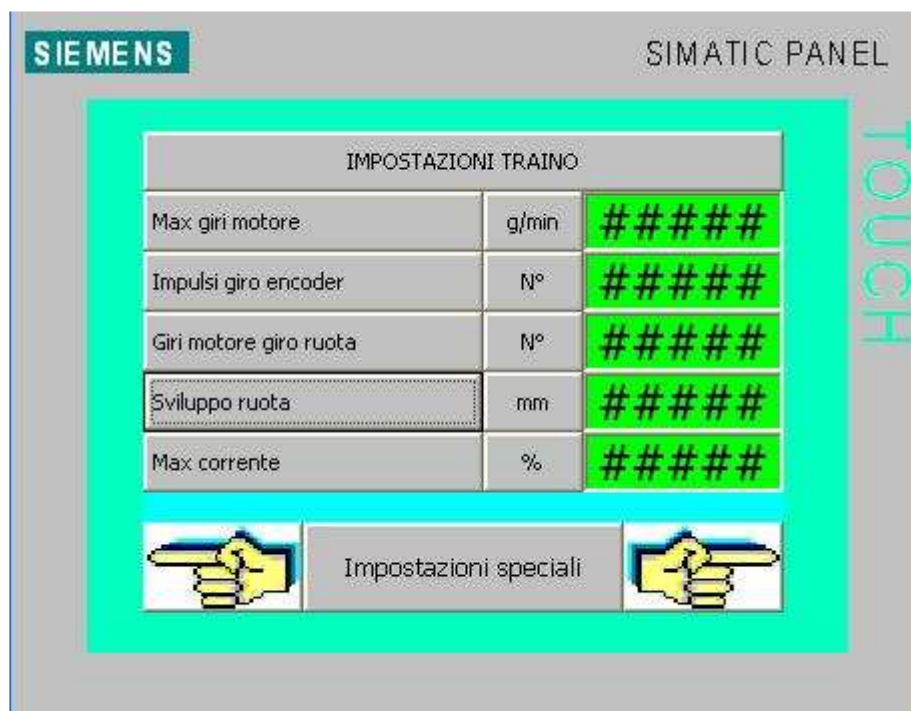 SIEMENS
SIMATIC PANEL
TOUCH
IMPOSTAZIONI TRAINO
Max giri motore g/min #####
Impulsi giro encoder N° #####
Giri motore giro ruota N° #####
Sviluppo ruota mm #####
Max corrente % #####
Impostazioni speciali